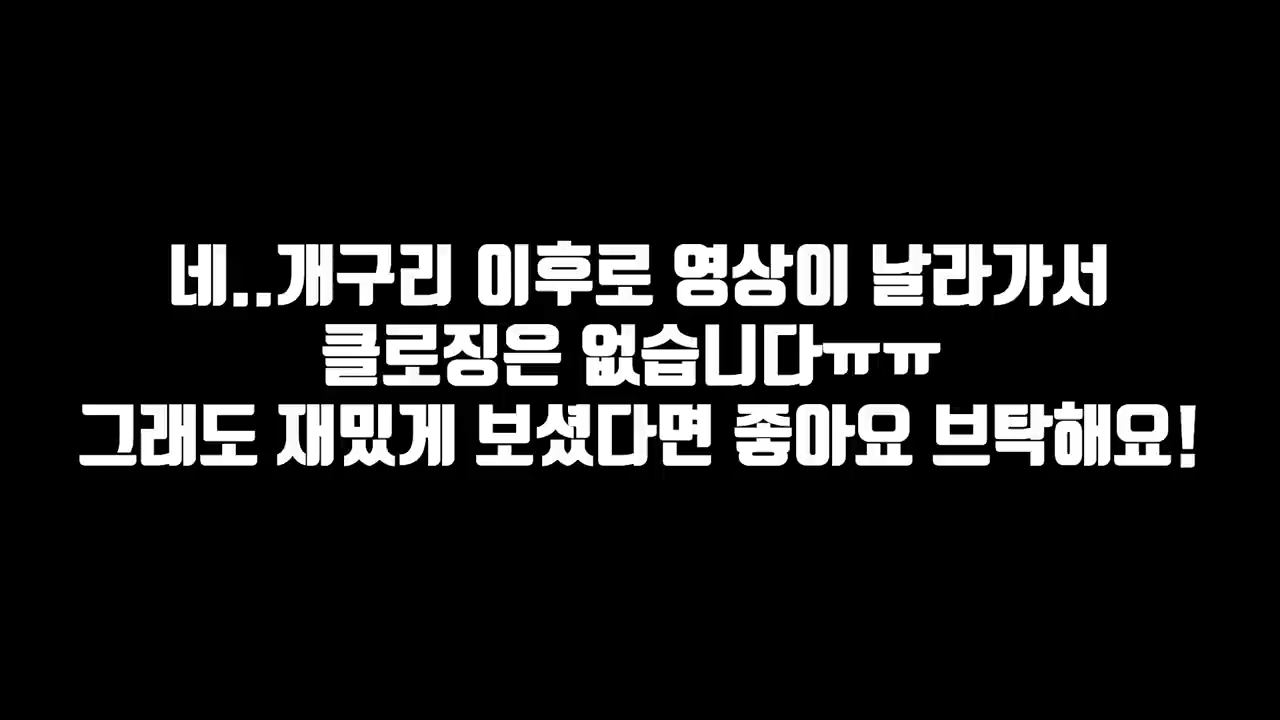 네..개구리 이후로 영상이 날라가서
클로징은 없습니다ㅠㅠ
그래도 재밌게 보셨다면 좋아요 브탁해요!